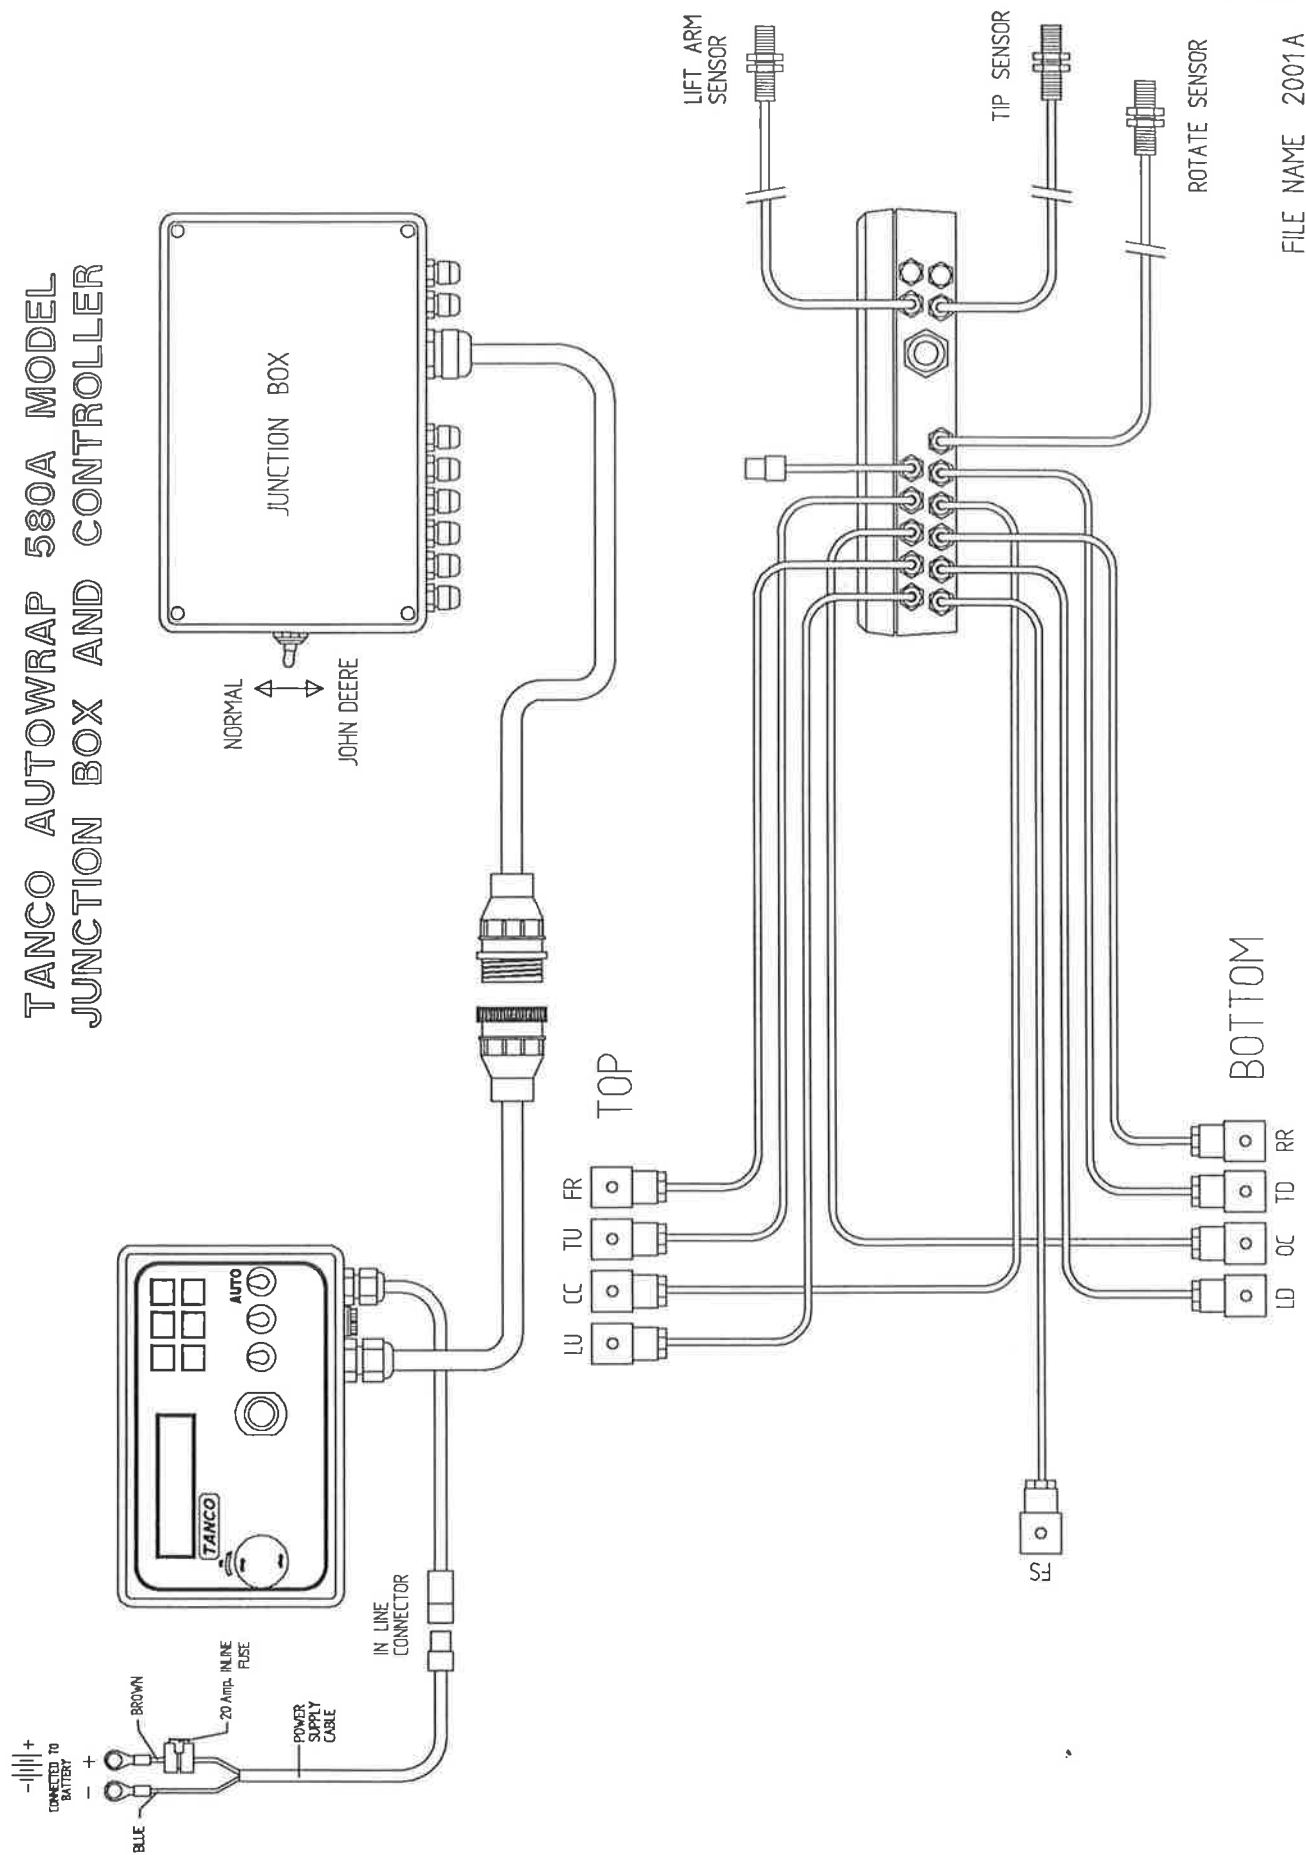 TANCO AUTOWRAP 580A MODEL
JUNCTION BOX AND CONTROLLER
-         +
CONNECTED TO
BATTERY
-
+
BLUE
BROWN
20 Amp. INLINE
FUSE
POWER
SUPPLY
CABLE
IN LINE
CONNECTOR
TANCO
AUTO
NORMAL
JOHN DEERE
JUNCTION BOX
TOP
LU
CC
TU
FR
LIFT ARM
SENSOR
TIP SENSOR
ROTATE SENSOR
FS
BOTTOM
LD
OC
TD
RR
FILE NAME 2001A